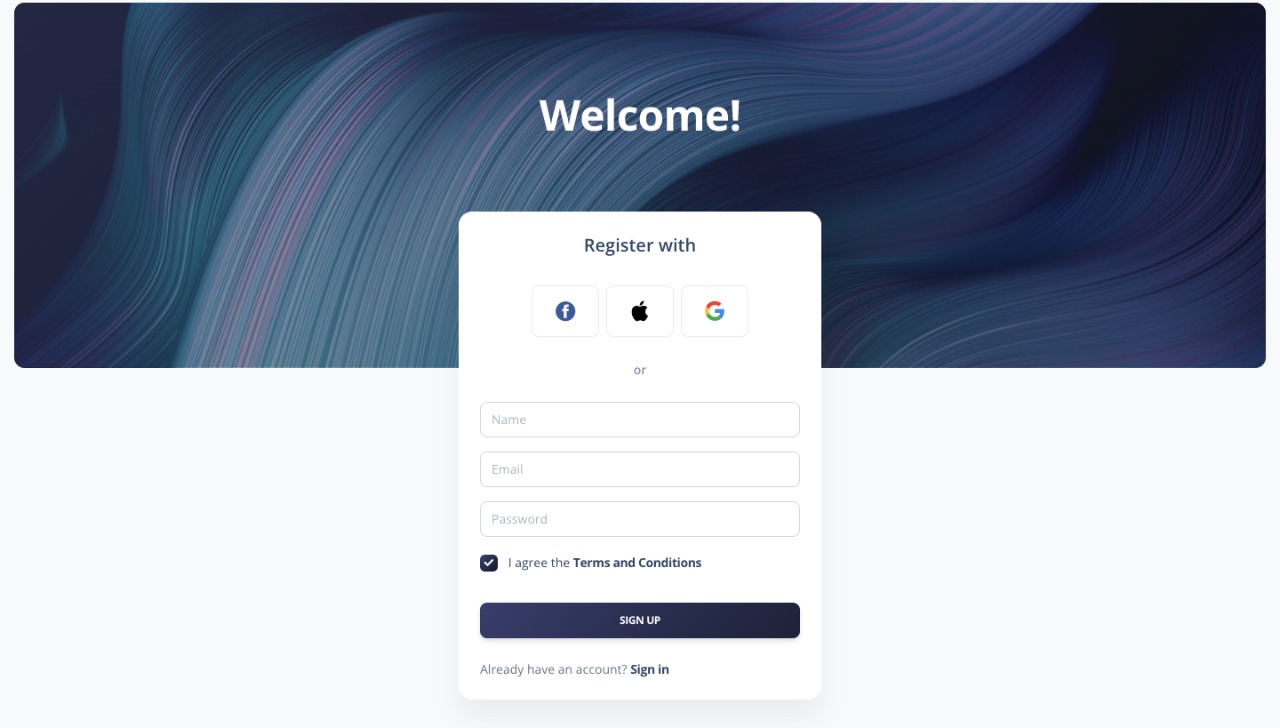 Welcome!
Register with
or
Name
Email
Password
I agree the Terms and Conditions
SIGN UP
Already have an account? Sign in